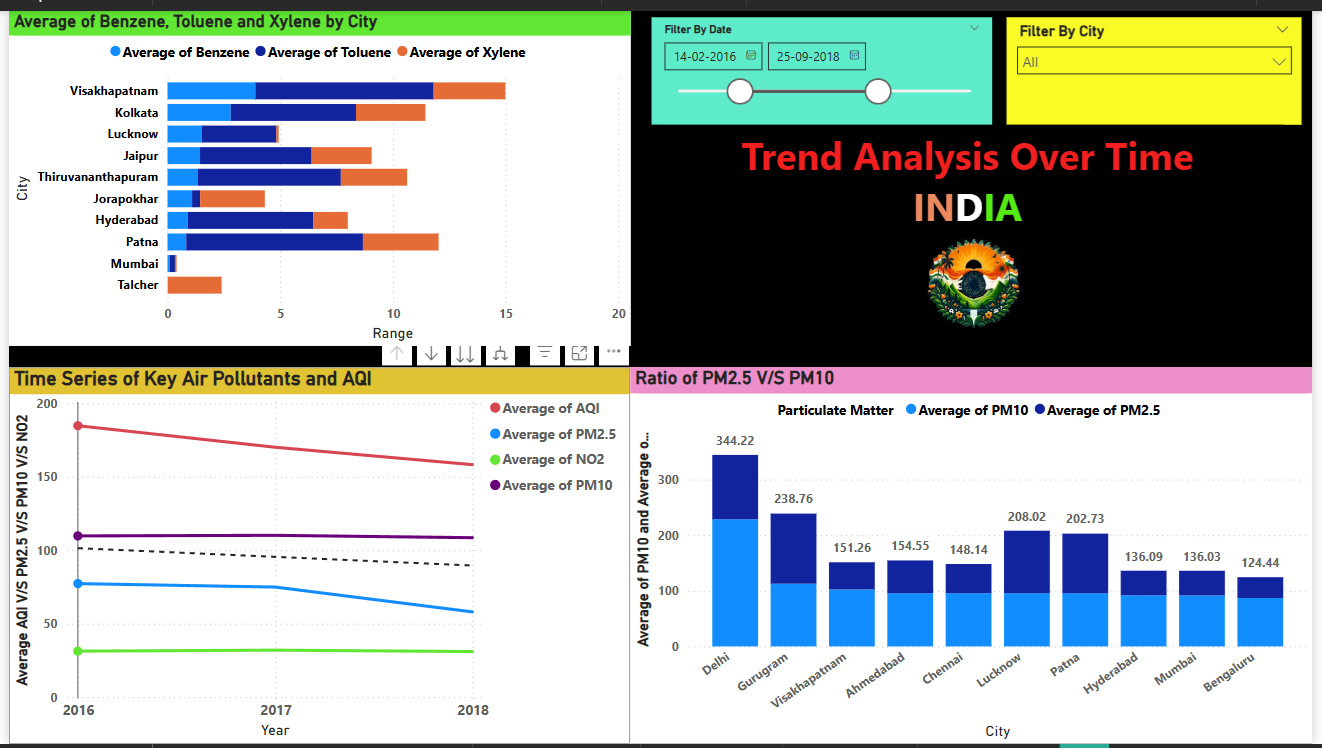 Average of Benzene, Toluene and Xylene by City
Average of Benzene Average of Toluene Average of Xylene
City
Visakhapatnam
Kolkata
Lucknow
Jaipur
Thiruvananthapuram
Jorapokhar
Hyderabad
Patna
Mumbai
Talcher
0 5 10 15 20
Range
Filter By Date
14-02-2016 25-09-2018
Filter By City
All
Trend Analysis Over Time
INDIA
Time Series of Key Air Pollutants and AQI
Average AQI V/S PM2.5 V/S PM10 V/S NO2
200
150
100
50
0
2016 2017 2018
Year
Average of AQI
Average of PM2.5
Average of NO2
Average of PM10
Ratio of PM2.5 V/S PM10
Particulate Matter Average of PM10 Average of PM2.5
Average of PM10 and Average o...
300
200
100
0
344.22
238.76
151.26
154.55
148.14
208.02
202.73
136.09
136.03
124.44
Delhi
Gurugram
Visakhapatnam
Ahmedabad
Chennai
Lucknow
Patna
Hyderabad
Mumbai
Bengaluru
City